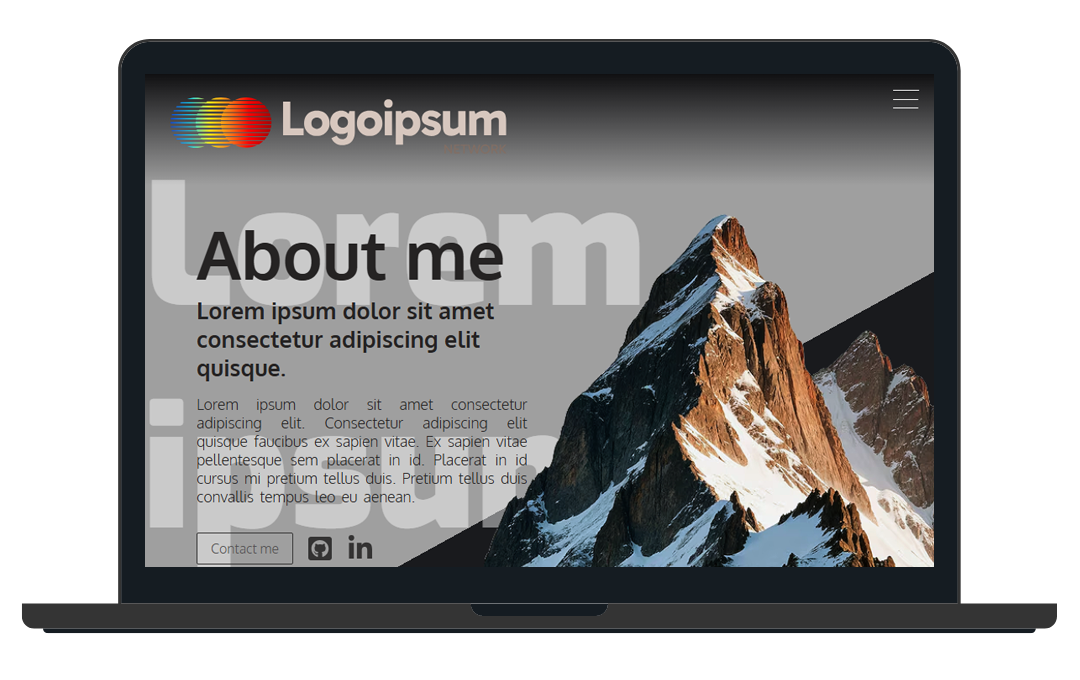 Logoipsum
Lorem
About me
Lorem ipsum dolor sit amet
consectetur adipiscing elit
quisque.
ipsum
Lorem ipsum dolor sit amet consectetur
adipiscing elit. Consectetur adipiscing elit
quisque faucibus ex sapien vitae. Ex sapien vitae
pellentesque sem placerat in id. Placerat in id
cursus mi pretium tellus duis. Pretium tellus duis
convallis tempus leo eu aenean.
Contact me
in